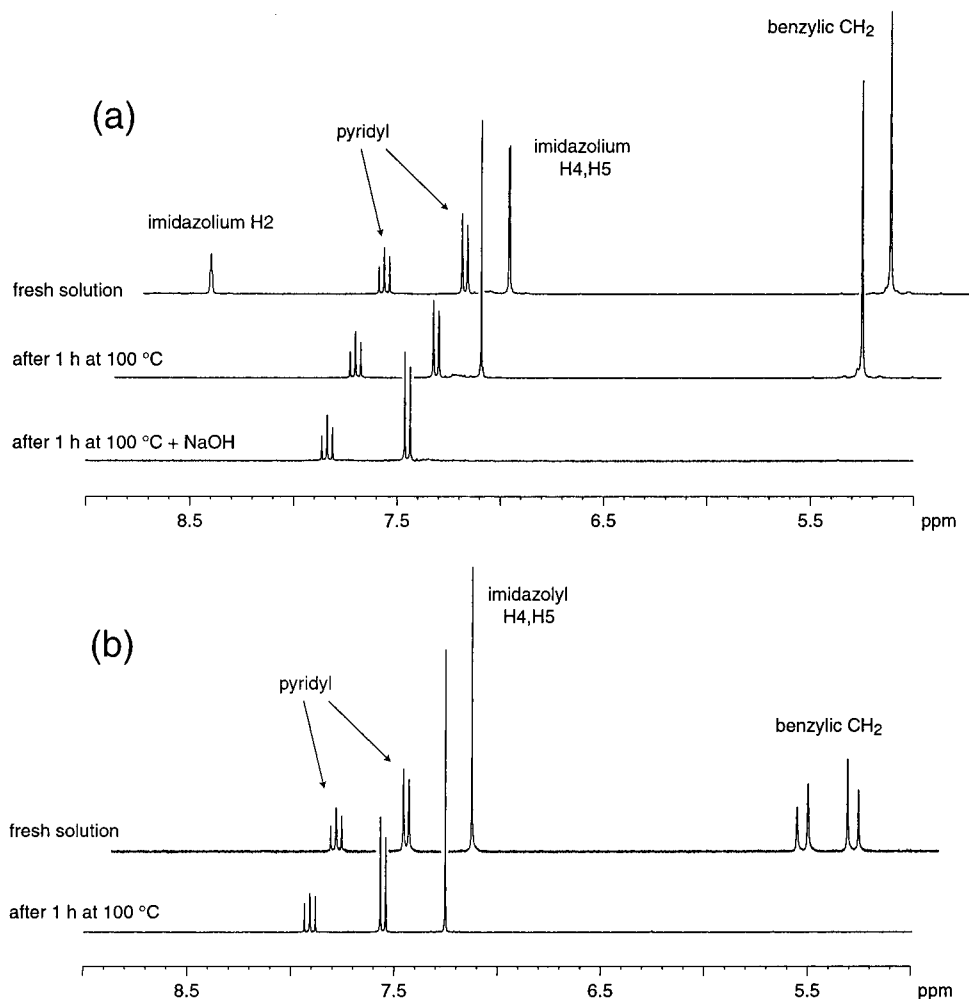 benzylic CH2
(a)
pyridyl
imidazolium
H4,H5
imidazolium H2
fresh solution
after 1 h at 100 °C
after 1 h at 100 °C + NaOH
8.5 7.5 6.5 5.5 ppm
imidazolyl
H4,H5
(b)
pyridyl
benzylic CH2
fresh solution
after 1 h at 100 °C
8.5 7.5 6.5 5.5 ppm